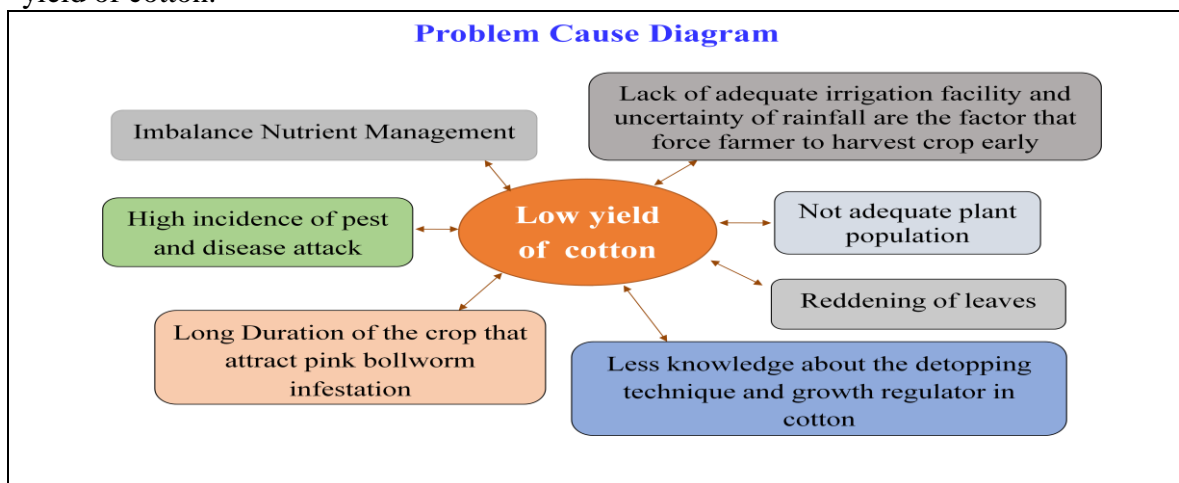 yield of cotton.
Problem Cause Diagram
Imbalance Nutrient Management
Lack of adequate irrigation facility and
uncertainty of rainfall are the factor that
force farmer to harvest crop early
High incidence of pest
and disease attack
Low yield
of cotton
Not adequate plant
population
Reddening of leaves
Long Duration of the crop that
attract pink bollworm
infestation
Less knowledge about the detopping
technique and growth regulator in
cotton